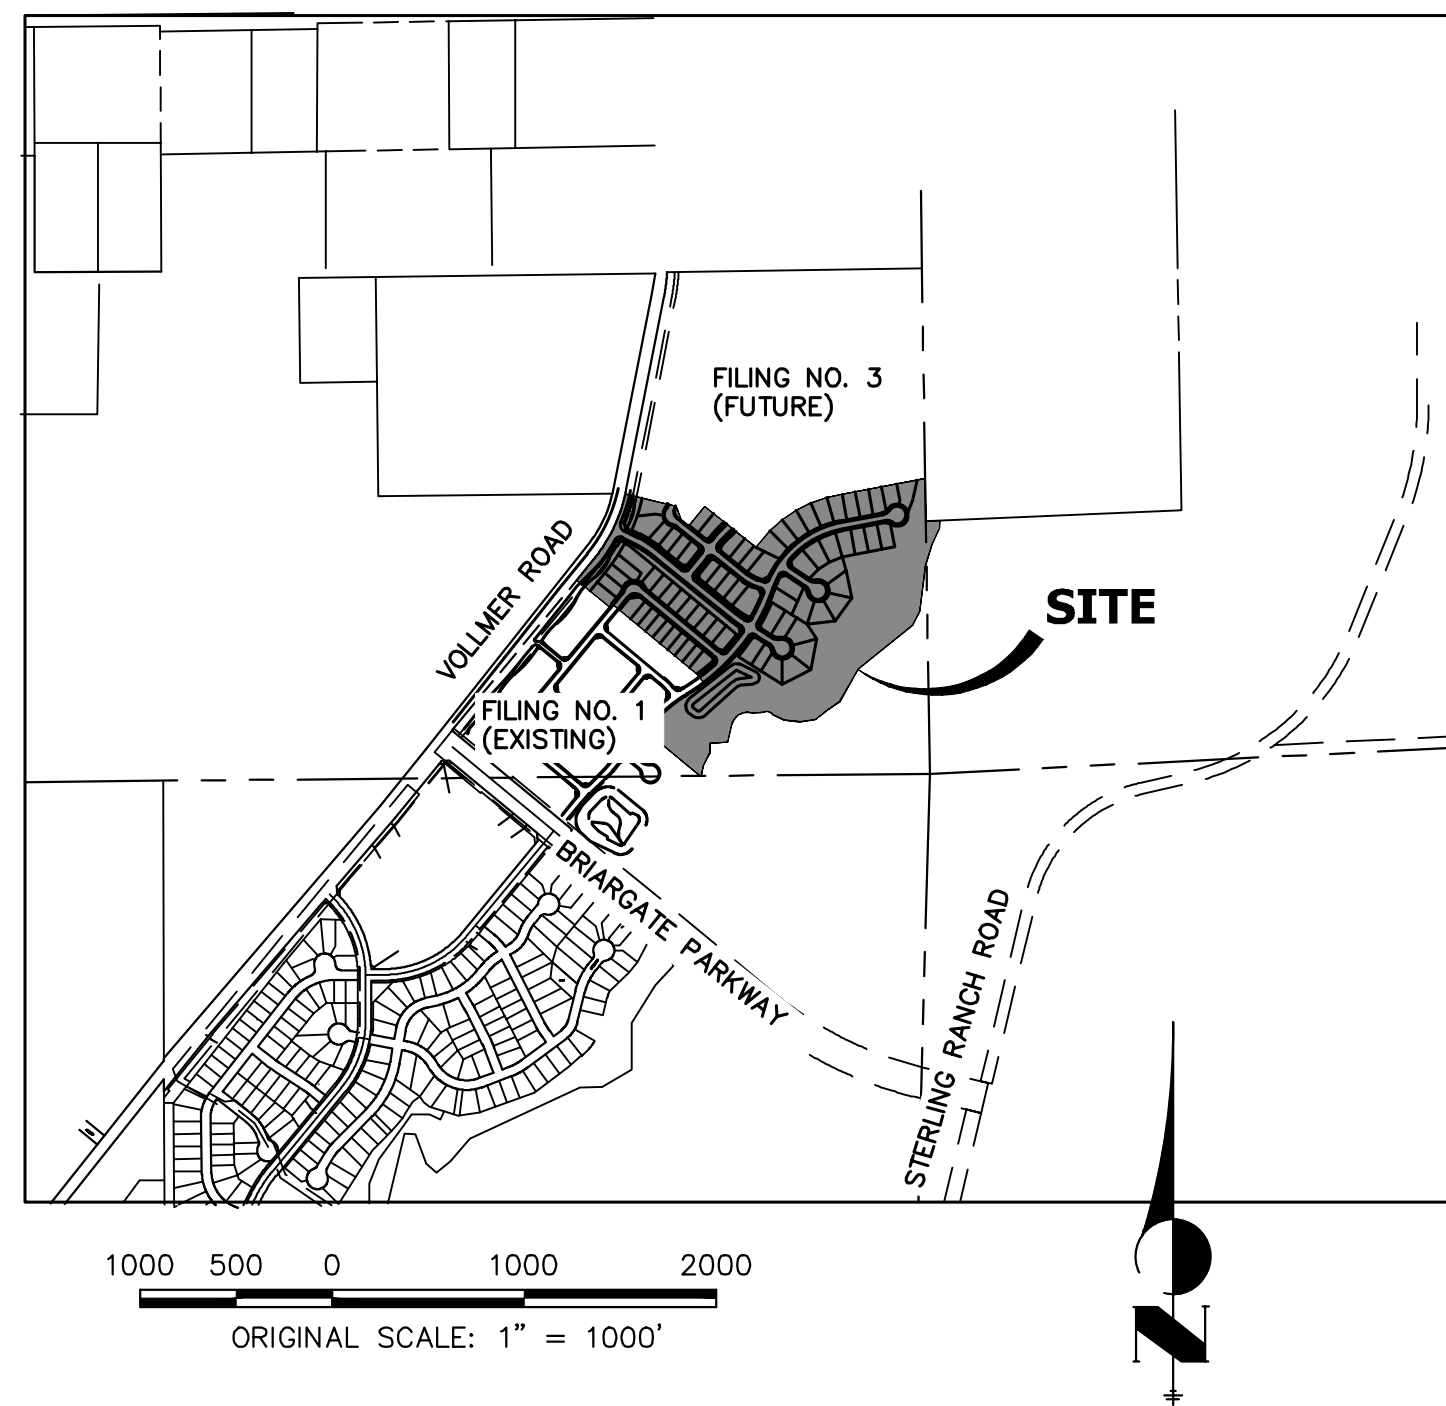 FILING NO. 3
(FUTURE)
VOLLMER ROAD
SITE
FILING NO. 1
(EXISTING)
BRIARGATE PARKWAY
STERLING RANCH ROAD
1000 500 0 1000 2000
ORIGINAL SCALE: 1” = 1000’
N